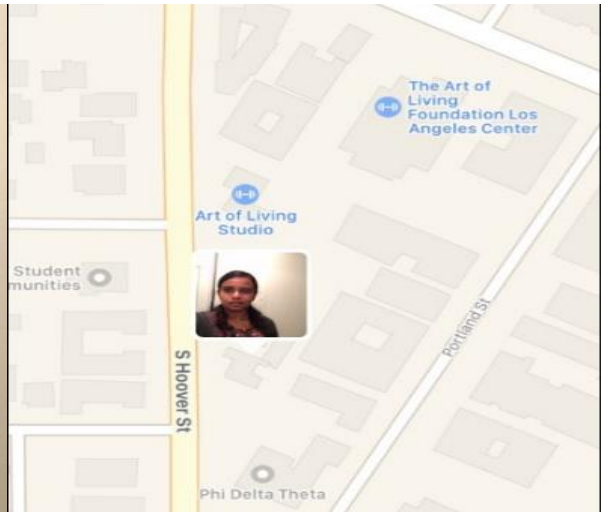 The Art of
Living
Foundation Los
Angeles Center
Art of Living
Studio
Student
munities
S Hoover St
Portland St
Phi Delta Theta